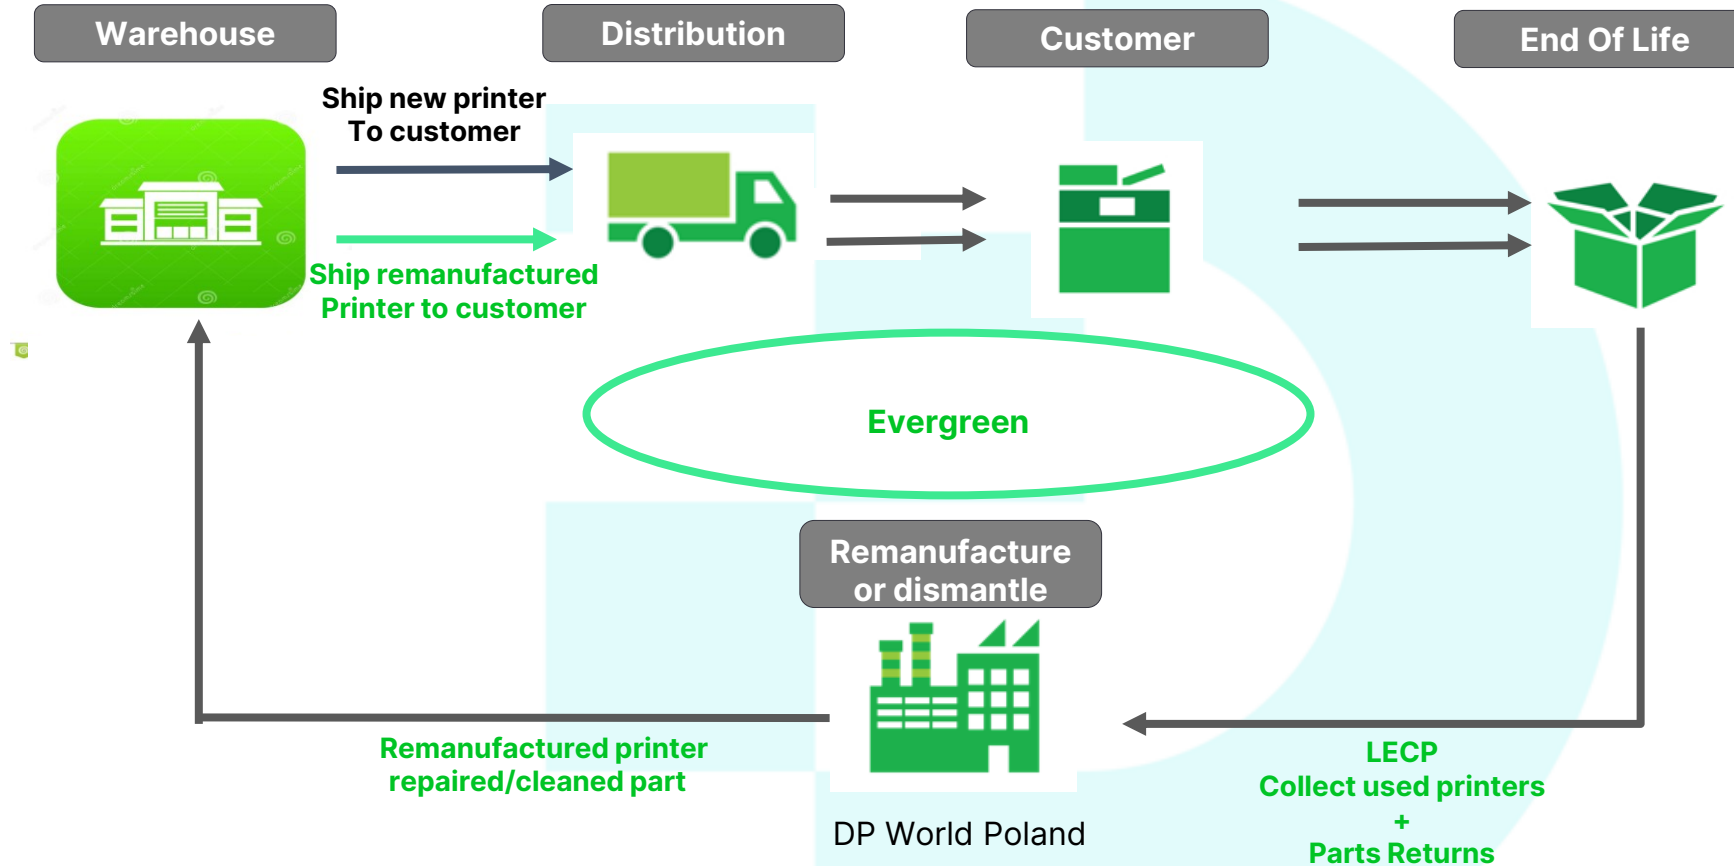 Warehouse
Distribution
Customer
End Of Life
Ship new printer
To customer
Ship remanufactured
Printer to customer
Evergreen
Remanufacture
or dismantle
Remanufactured printer
repaired/cleaned part
DP World Poland
LECP
Collect used printers
+
Parts Returns